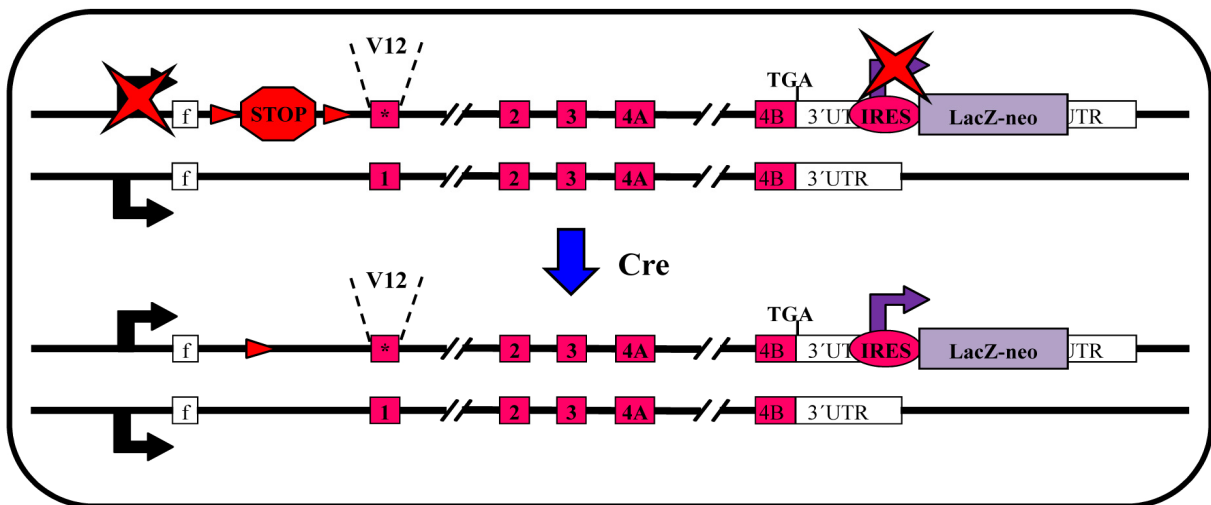 V12
TGA
f STOP * 2 3 4A 4B 3´UT IRES LacZ-neo UTR
f 1 2 3 4A 4B 3´UTR
Cre
V12
TGA
f * 2 3 4A 4B 3´UT IRES LacZ-neo UTR
f 1 2 3 4A 4B 3´UTR